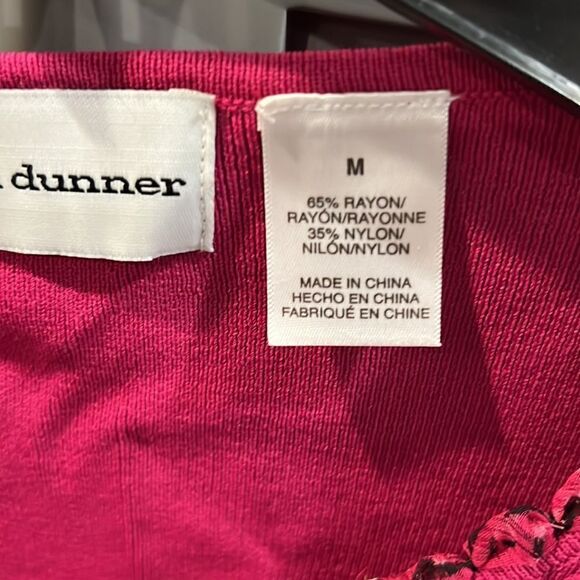 dunner
M
65% RAYON/
RAYÓN/RAYONNE
35% NYLON/
NILÓN/NYLON
MADE IN CHINA
HECHO EN CHINA
FABRIQUÉ EN CHINE